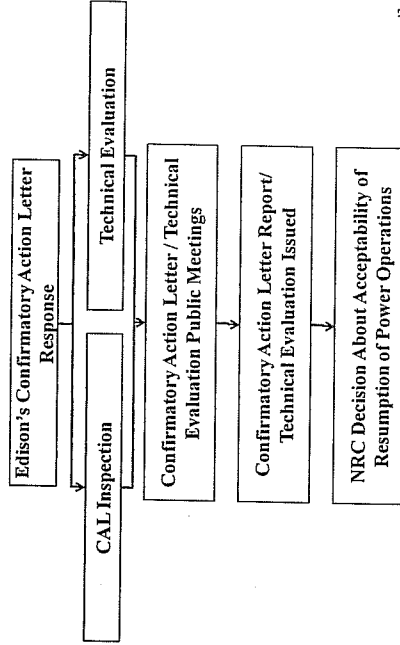 Edison's Confirmatory Action Letter
Response
CAL Inspection
Technical Evaluation
Confirmatory Action Letter / Technical
Evaluation Public Meetings
Confirmatory Action Letter Report/
Technical Evaluation Issued
NRC Decision About Acceptability of
Resumption of Power Operations